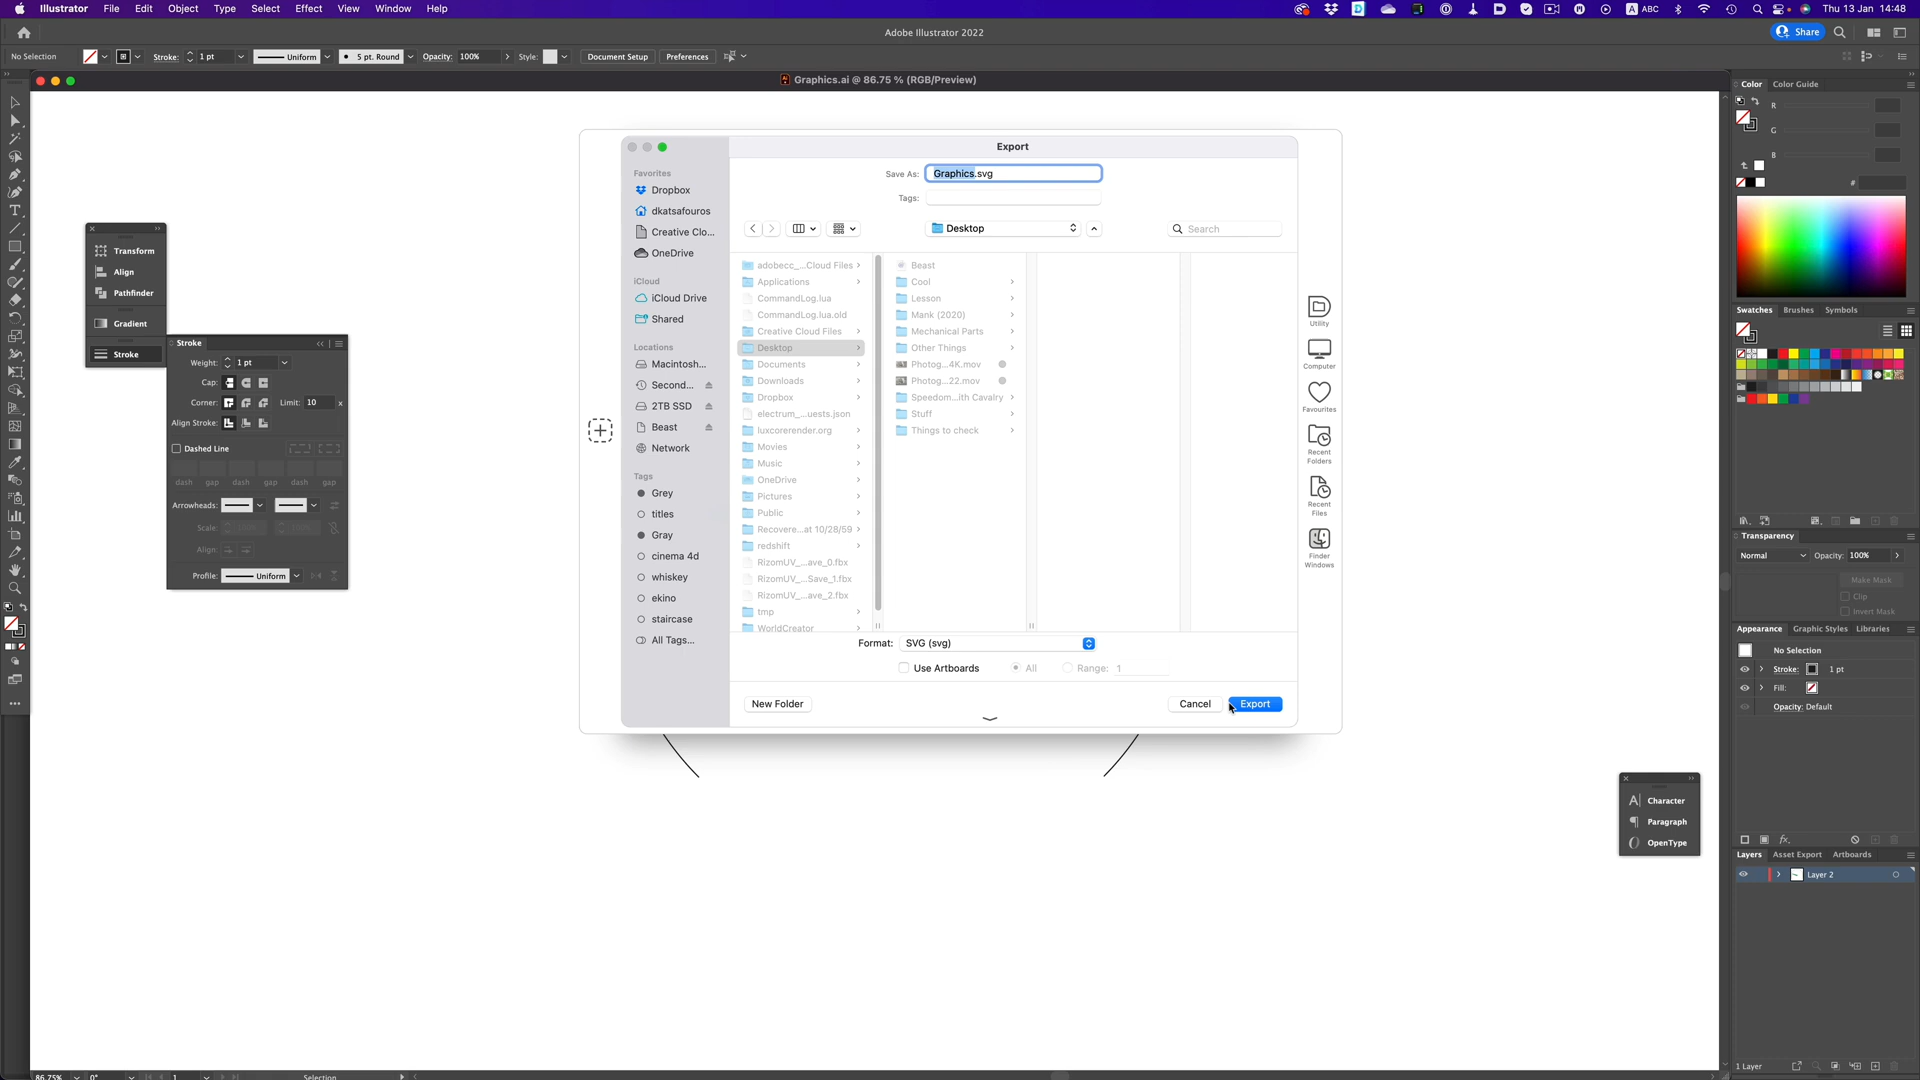 Illustrator File Edit Object Type Select Effect View Window Help
ABC Thu 13 Jan 14:48
Adobe Illustrator 2022
Share
No Selection Stroke: 1 pt Uniform 5 pt. Round Opacity: 100% Style: Document Setup Preferences
Graphics.ai @ 86.75 % (RGB/Preview)
Transform
Align
Pathfinder
Gradient
Stroke
Stroke
Weight: 1 pt
Cap:
Corner: Limit: 10 x
Align Stroke:
Dashed Line
dash gap dash gap dash gap
Arrowheads:
Scale:
Align:
Profile: Uniform
Export
Save As: Graphics.svg
Tags:
Desktop
Search
Favorites
Dropbox
dkatsafouros
Creative Clo...
OneDrive
iCloud
iCloud Drive
Shared
Locations
Macintosh...
Second...
2TB SSD
Beast
Network
Tags
Grey
titles
Gray
cinema 4d
whiskey
ekino
staircase
All Tags...
adobecc_...Cloud Files
Applications
CommandLog.lua
CommandLog.lua.old
Creative Cloud Files
Desktop
Documents
Downloads
Dropbox
electrum_...uests.json
luxcorerender.org
Movies
Music
OneDrive
Pictures
Public
Recovere...at 10/28/59
redshift
RizomUV_...ave_0.fbx
RizomUV_...Save_1.fbx
RizomUV_...ave_2.fbx
tmp
WorldCreator
Beast
Cool
Lesson
Mank (2020)
Mechanical Parts
Other Things
Photog...4K.mov
Photog...22.mov
Speedom...ith Cavalry
Stuff
Things to check
Format: SVG (svg)
Use Artboards All Range: 1
New Folder Cancel Export
Utility
Computer
Favourites
Recent
Folders
Recent
Files
Finder
Windows
Color Color Guide
R
G
B
#
Swatches Brushes Symbols
Transparency
Normal Opacity: 100%
Make Mask
Clip
Invert Mask
Appearance Graphic Styles Libraries
No Selection
Stroke: 1 pt
Fill:
Opacity: Default
Character
Paragraph
OpenType
Layers Asset Export Artboards
Layer 2
1 Layer
86.75% 0° 1 Selection